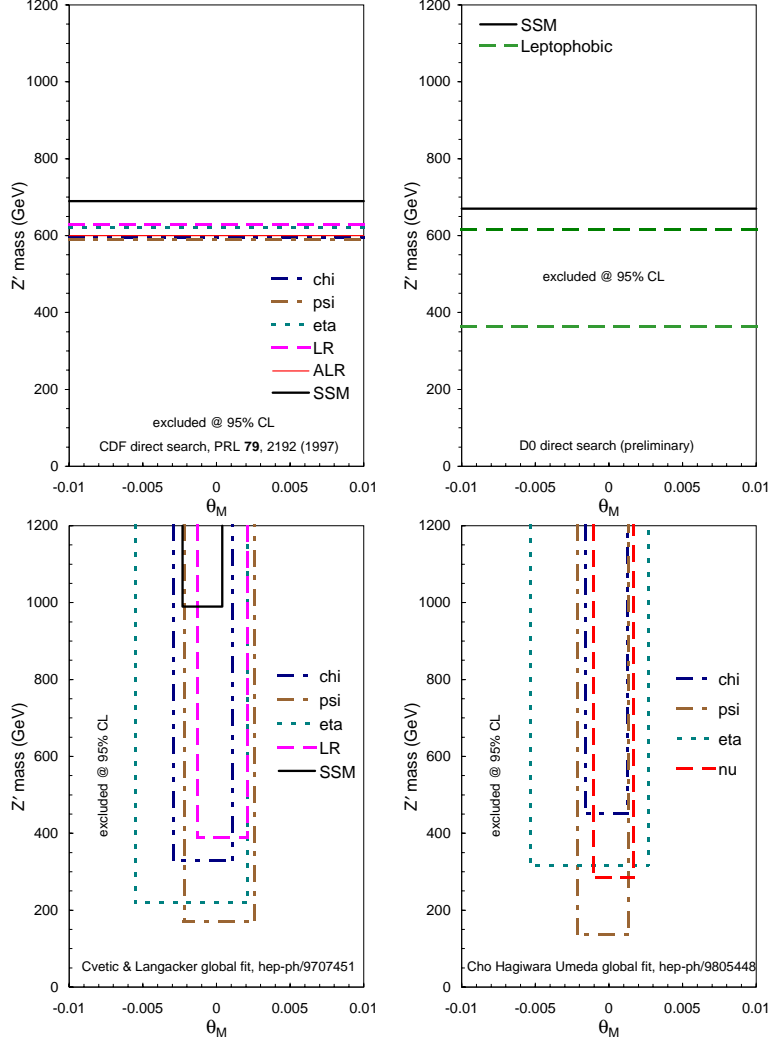 1200
1000
800
600
400
200
0
Z′ mass (GeV)
chi
psi
eta
LR
ALR
SSM
excluded @ 95% CL
CDF direct search, PRL 79, 2192 (1997)
-0.01 -0.005 0 0.005 0.01
θM
1200
1000
800
600
400
200
0
Z′ mass (GeV)
SSM
Leptophobic
excluded @ 95% CL
D0 direct search (preliminary)
-0.01 -0.005 0 0.005 0.01
θM
1200
1000
800
600
400
200
0
Z′ mass (GeV)
excluded @ 95% CL
chi
psi
eta
LR
SSM
Cvetic & Langacker global fit, hep-ph/9707451
-0.01 -0.005 0 0.005 0.01
θM
1200
1000
800
600
400
200
0
Z′ mass (GeV)
excluded @ 95% CL
chi
psi
eta
nu
Cho Hagiwara Umeda global fit, hep-ph/9805448
-0.01 -0.005 0 0.005 0.01
θM